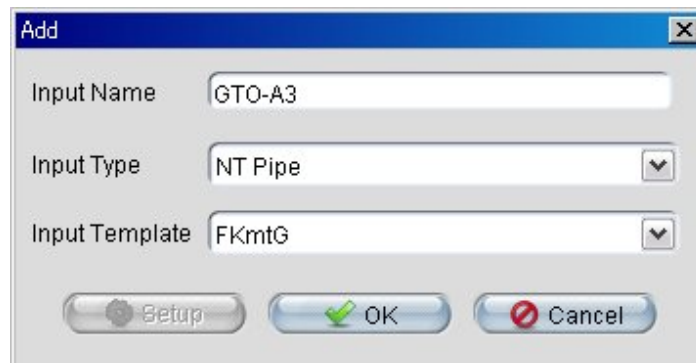 Add
Input Name GTO-A3
Input Type NT Pipe
Input Template FKmtG
Setup OK Cancel